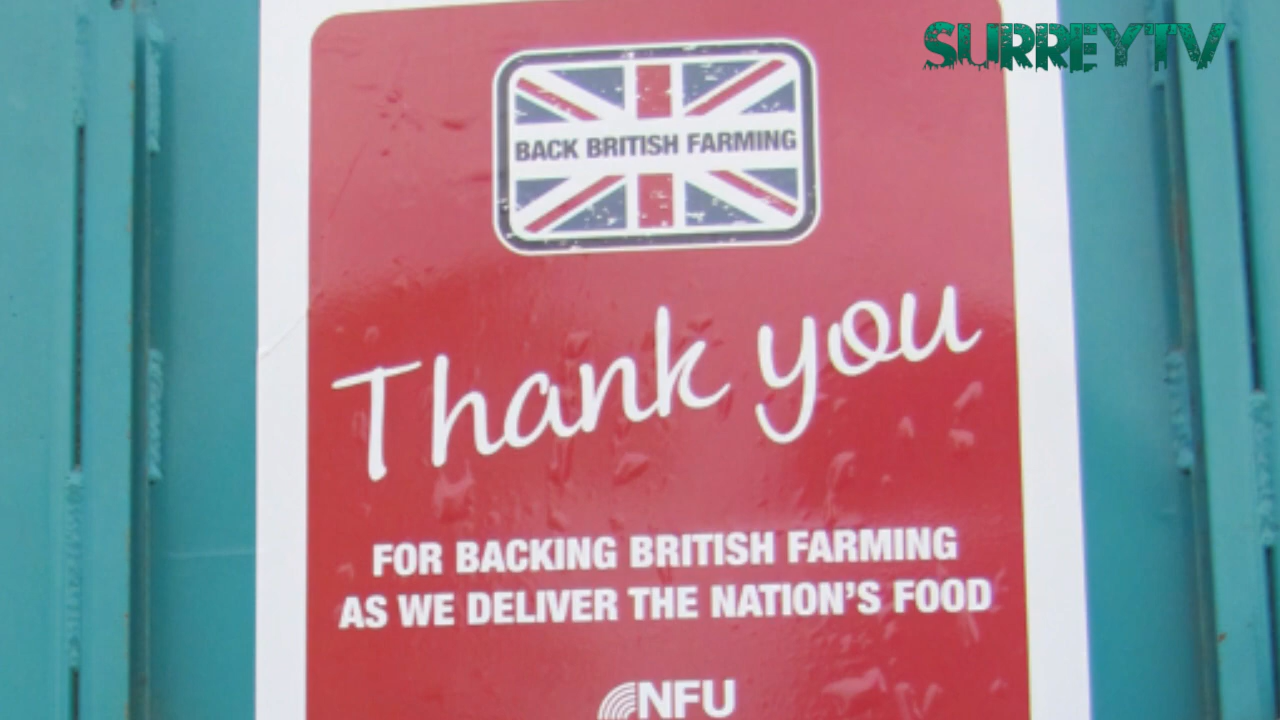 SURREYTV
BACK BRITISH FARMING
Thank you
FOR BACKING BRITISH FARMING
AS WE DELIVER THE NATION'S FOOD
NFU